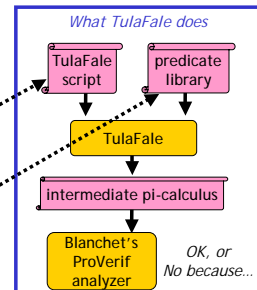 What TulaFale does
TulaFale
script
predicate
library
TulaFale
intermediate pi-calculus
Blanchet's
ProVerif
analyzer
OK, or
No because...